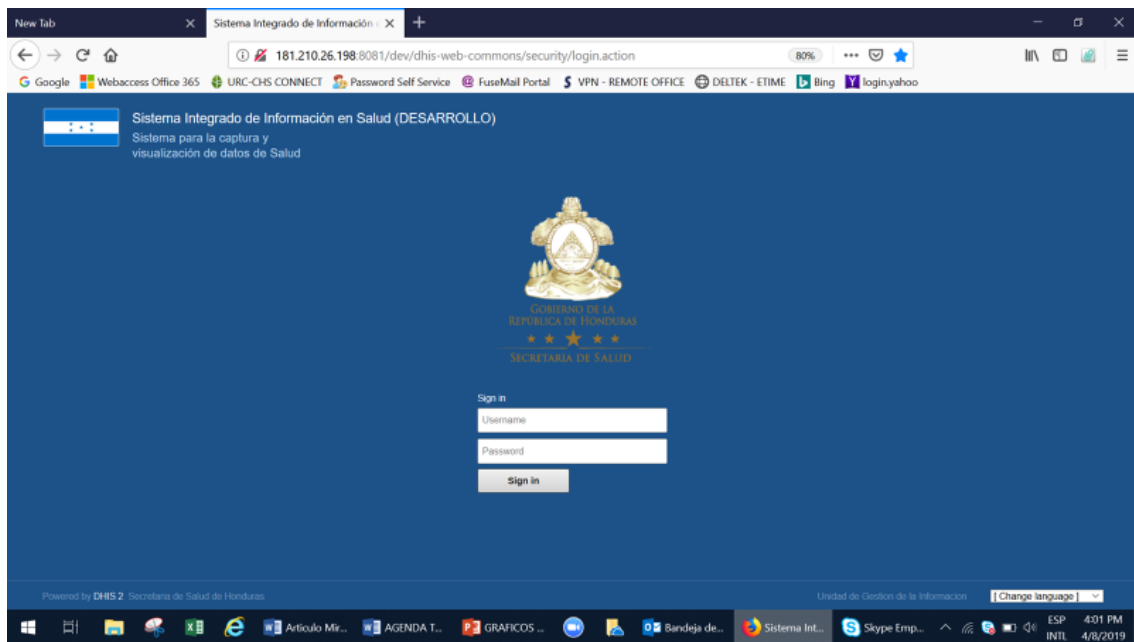 New Tab
Sistema Integrado de Información
181.210.26.198:8081/dev/dhis-web-commons/security/login.action
80%
Google Webaccess Office 365 URC-CHS CONNECT Password Self Service FuseMail Portal VPN - REMOTE OFFICE DELTEK - ETIME Bing login.yahoo
Sistema Integrado de Información en Salud (DESARROLLO)
Sistema para la captura y
visualización de datos de Salud
GOBIERNO DE LA
REPÚBLICA DE HONDURAS
SECRETARIA DE SALUD
Sign in
Username
Password
Sign in
Powered by DHIS 2 Secretaria de Salud de Honduras
Unidad de Gestion de la Informacion
[ Change language ]
Articulo Mir... AGENDA T... GRAFICOS ... Bandeja de... Sistema Int... Skype Emp...
ESP 4:01 PM
INTL 4/8/2019